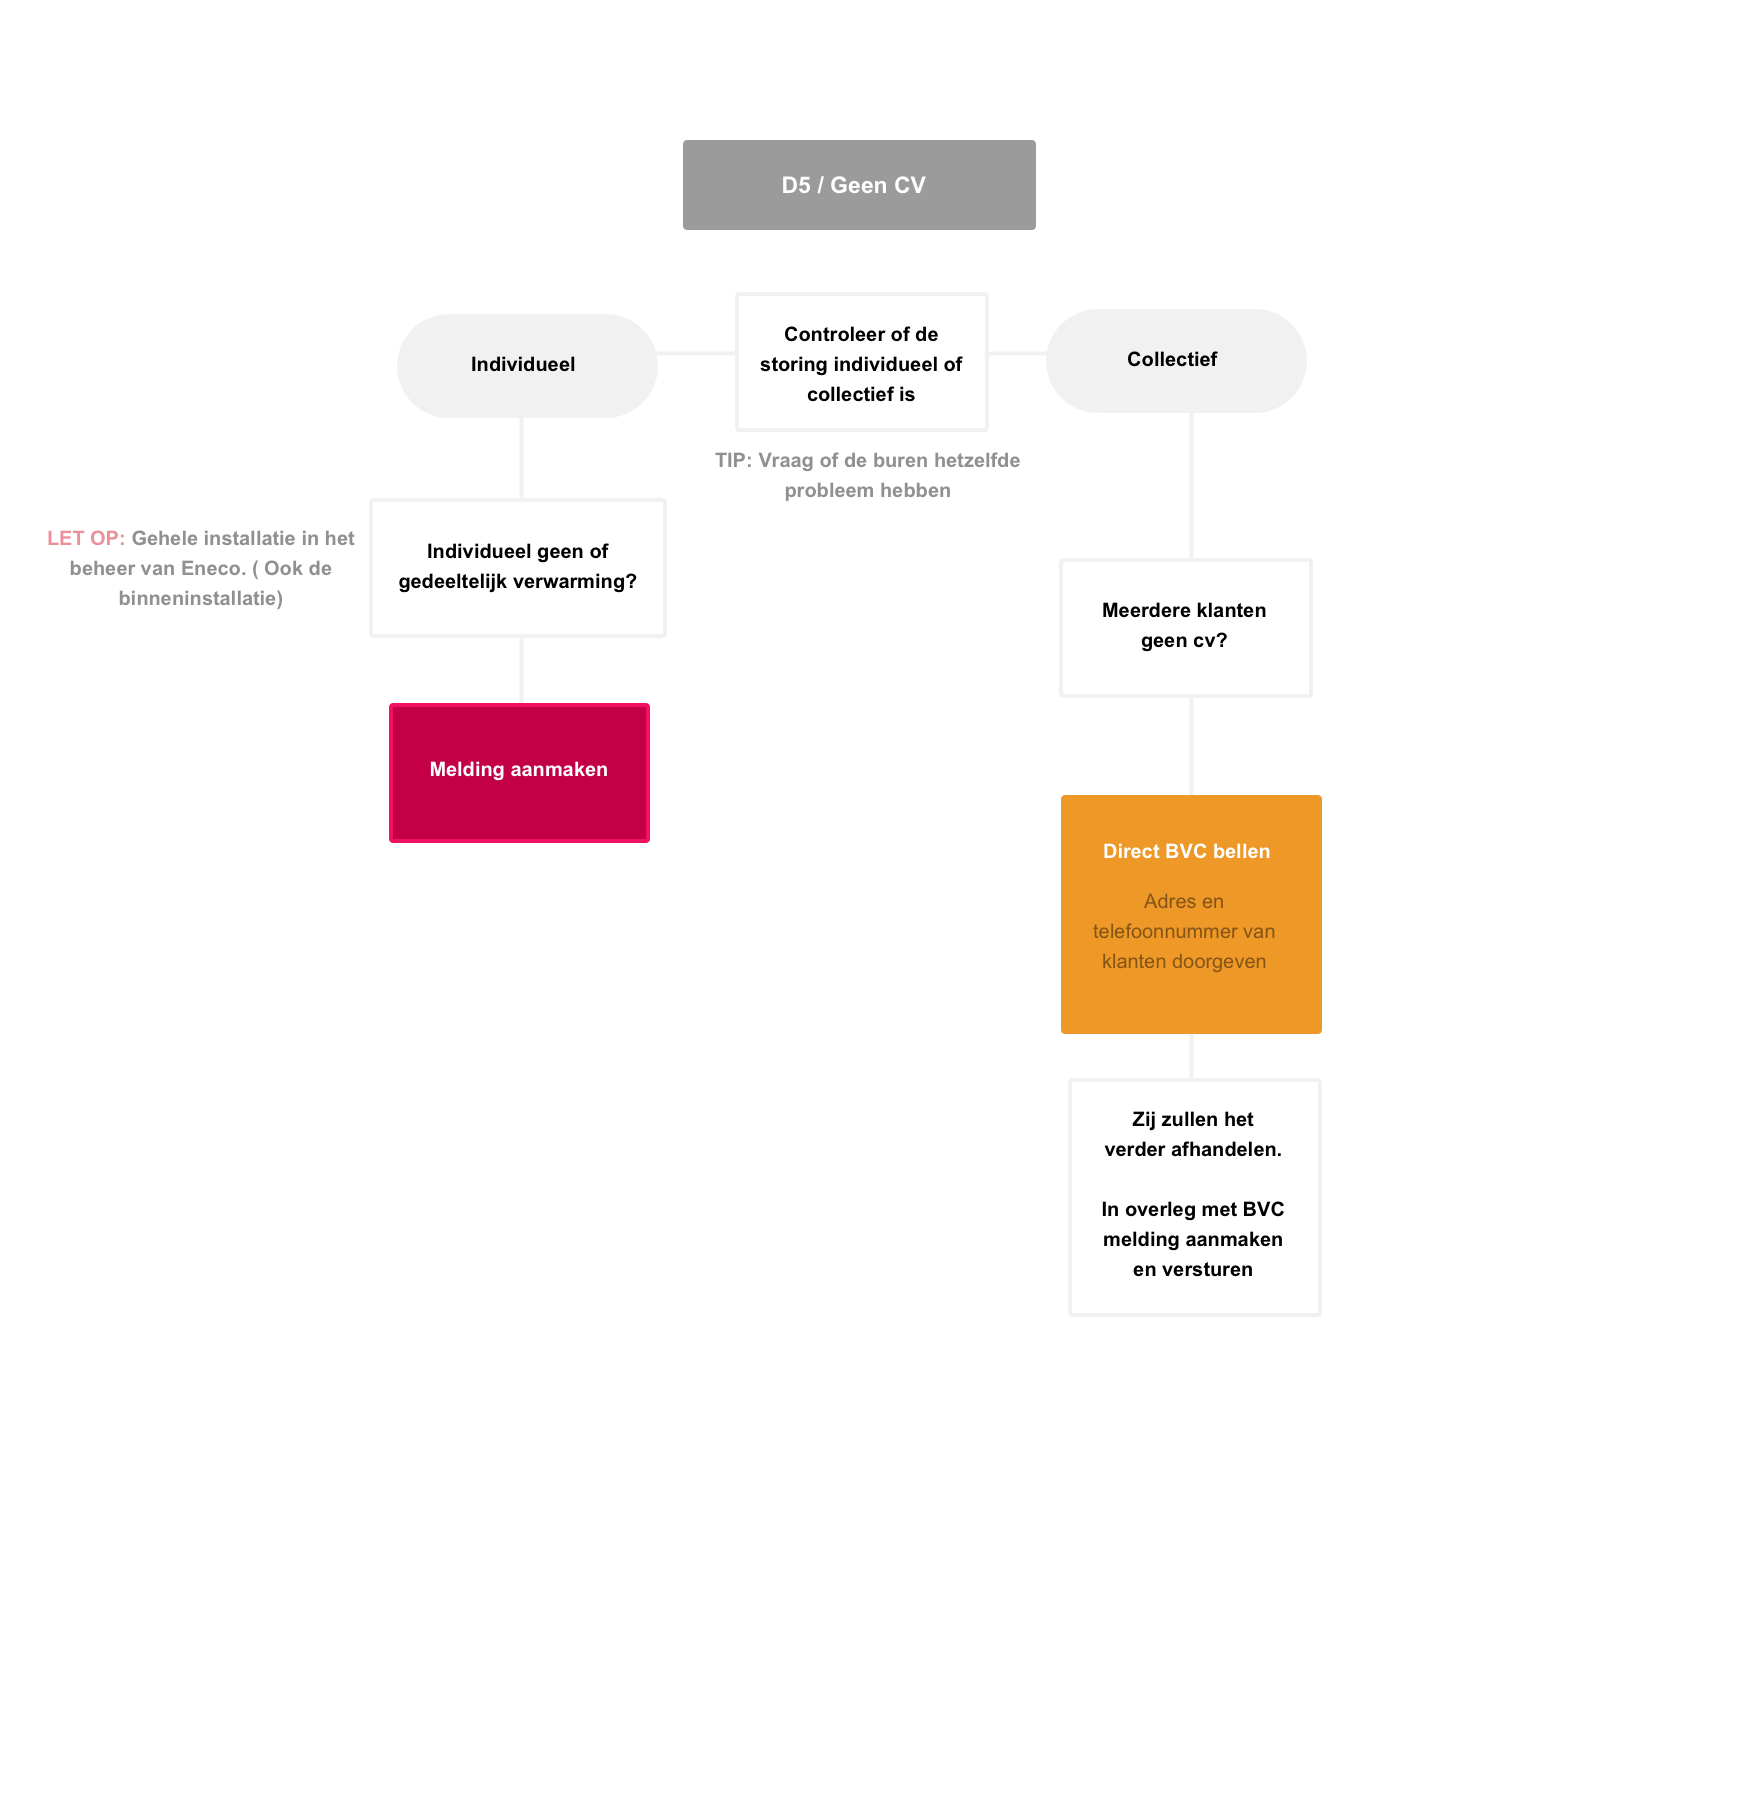 D5 / Geen CV
Individueel
Controleer of de
storing individueel of
collectief is
Collectief
TIP: Vraag of de buren hetzelfde
probleem hebben
LET OP: Gehele installatie in het
beheer van Eneco. ( Ook de
binneninstallatie)
Individueel geen of
gedeeltelijk verwarming?
Meerdere klanten
geen cv?
Melding aanmaken
Direct BVC bellen
Adres en
telefoonnummer van
klanten doorgeven
Zij zullen het
verder afhandelen.
In overleg met BVC
melding aanmaken
en versturen